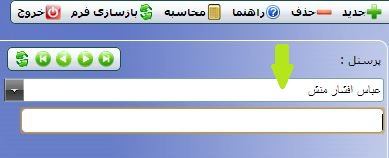 جدید حذف راهنما محاسبه بازسازی فرم خروج
پرسنل :
عباس افشار منش